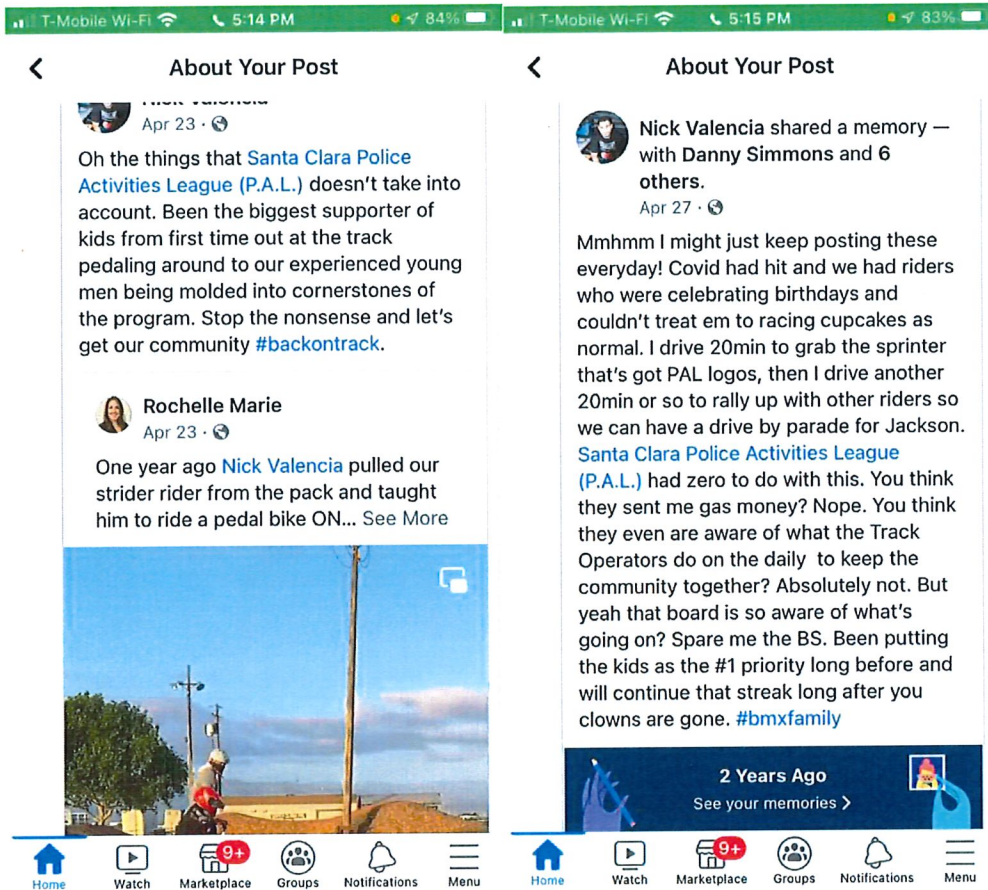 T-Mobile Wi-Fi 5:14 PM 84%
About Your Post
Nick Valencia
Apr 23 ·
Oh the things that Santa Clara Police
Activities League (P.A.L.) doesn't take into
account. Been the biggest supporter of
kids from first time out at the track
pedaling around to our experienced young
men being molded into cornerstones of
the program. Stop the nonsense and let's
get our community #backontrack.
Rochelle Marie
Apr 23 ·
One year ago Nick Valencia pulled our
strider rider from the pack and taught
him to ride a pedal bike ON... See More
9+
Home Watch Marketplace Groups Notifications Menu
T-Mobile Wi-Fi 5:15 PM 83%
About Your Post
Nick Valencia shared a memory —
with Danny Simmons and 6
others.
Apr 27 ·
Mmhmm I might just keep posting these
everyday! Covid had hit and we had riders
who were celebrating birthdays and
couldn't treat em to racing cupcakes as
normal. I drive 20min to grab the sprinter
that's got PAL logos, then I drive another
20min or so to rally up with other riders so
we can have a drive by parade for Jackson.
Santa Clara Police Activities League
(P.A.L.) had zero to do with this. You think
they sent me gas money? Nope. You think
they even are aware of what the Track
Operators do on the daily to keep the
community together? Absolutely not. But
yeah that board is so aware of what's
going on? Spare me the BS. Been putting
the kids as the #1 priority long before and
will continue that streak long after you
clowns are gone. #bmxfamily
2 Years Ago
See your memories >
9+
Home Watch Marketplace Groups Notifications Menu